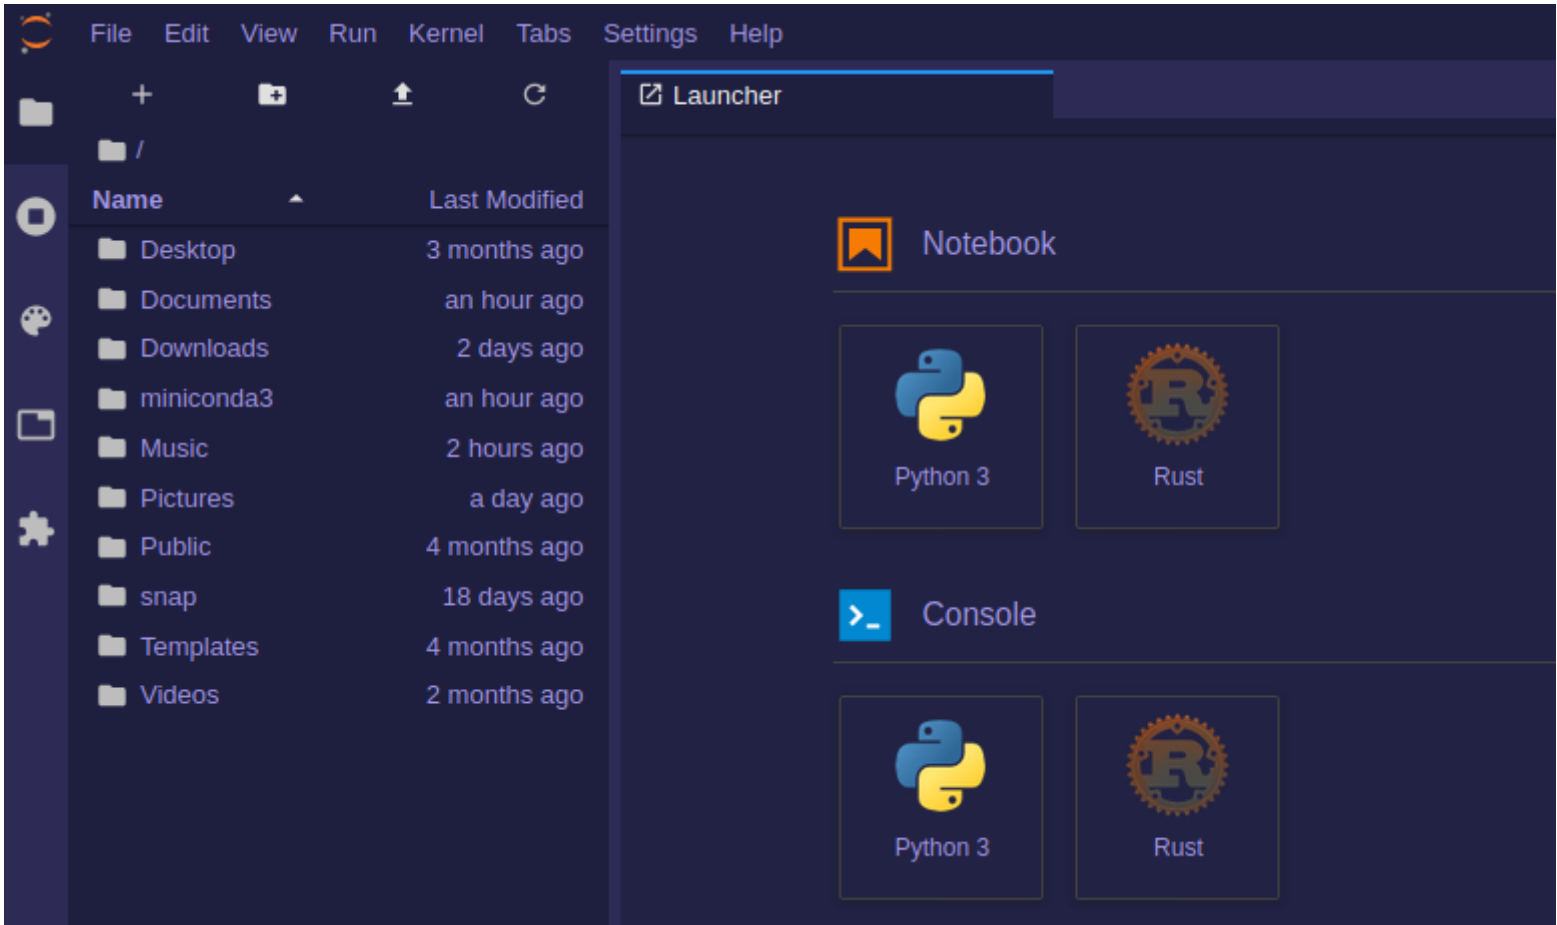 File Edit View Run Kernel Tabs Settings Help
Launcher
/
Name Last Modified
Desktop 3 months ago
Documents an hour ago
Downloads 2 days ago
miniconda3 an hour ago
Music 2 hours ago
Pictures a day ago
Public 4 months ago
snap 18 days ago
Templates 4 months ago
Videos 2 months ago
Notebook
Python 3 Rust
Console
Python 3 Rust